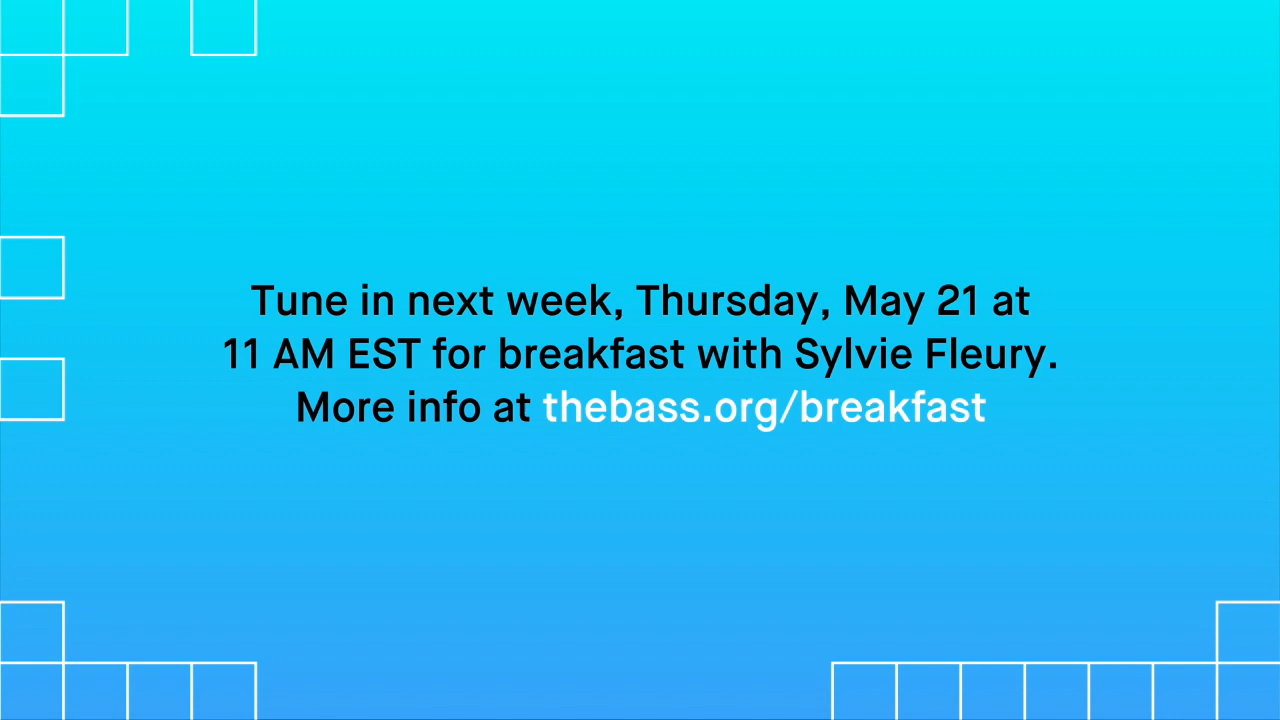 Tune in next week, Thursday, May 21 at
11 AM EST for breakfast with Sylvie Fleury.
More info at thebass.org/breakfast